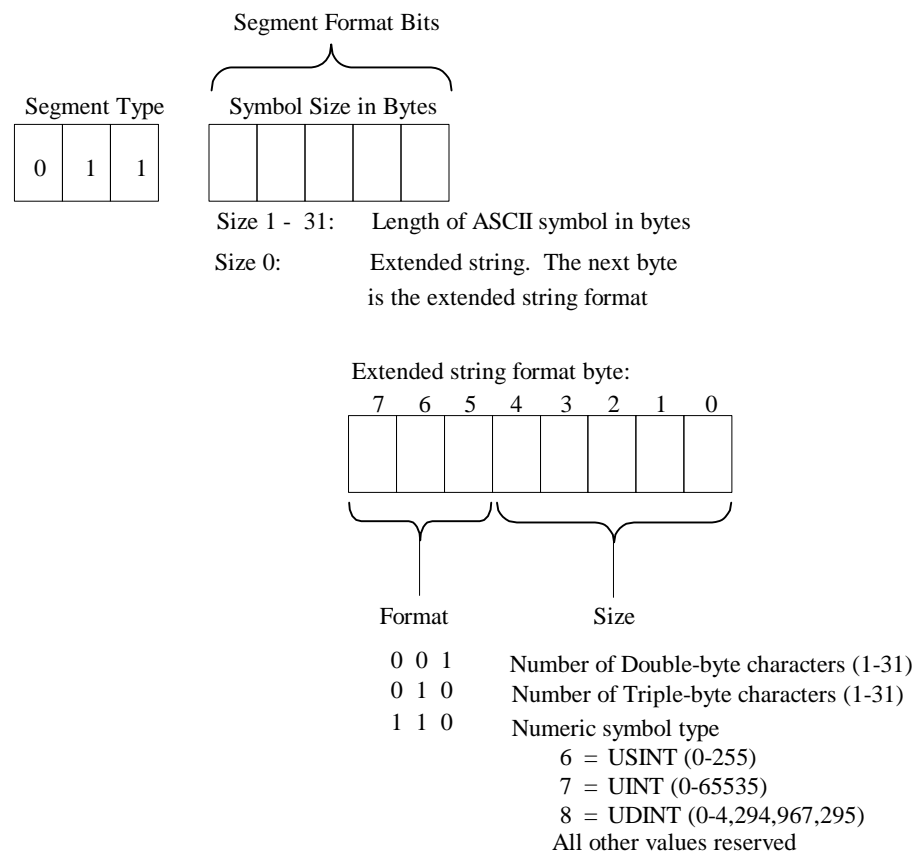 Segment Format Bits
Segment Type
Symbol Size in Bytes
0 1 1
Size 1 - 31: Length of ASCII symbol in bytes
Size 0: Extended string. The next byte
is the extended string format
Extended string format byte:
7 6 5 4 3 2 1 0
Format
Size
0 0 1 Number of Double-byte characters (1-31)
0 1 0 Number of Triple-byte characters (1-31)
1 1 0 Numeric symbol type
6 = USINT (0-255)
7 = UINT (0-65535)
8 = UDINT (0-4,294,967,295)
All other values reserved